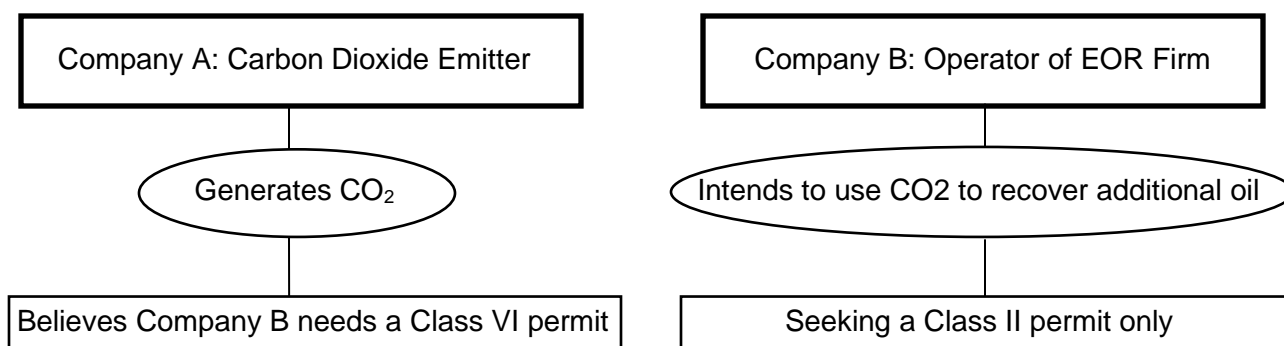 Company A: Carbon Dioxide Emitter
Generates CO₂
Believes Company B needs a Class VI permit
Company B: Operator of EOR Firm
Intends to use CO2 to recover additional oil
Seeking a Class II permit only